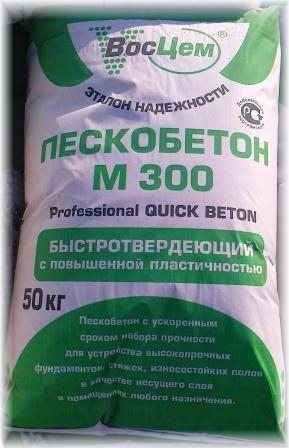 ВосЦем ®
ЭТАЛОН НАДЕЖНОСТИ
ПЕСКОБЕТОН
М 300
Professional QUICK BETON
БЫСТРОТВЕРДЕЮЩИЙ
с повышенной пластичностью
50 кг
Пескобетон с ускоренным
сроком набора прочности
для устройства высокопрочных
фундаментов, стяжек, износостойких полов
в качестве несущего слоя
в помещениях любого назначения.